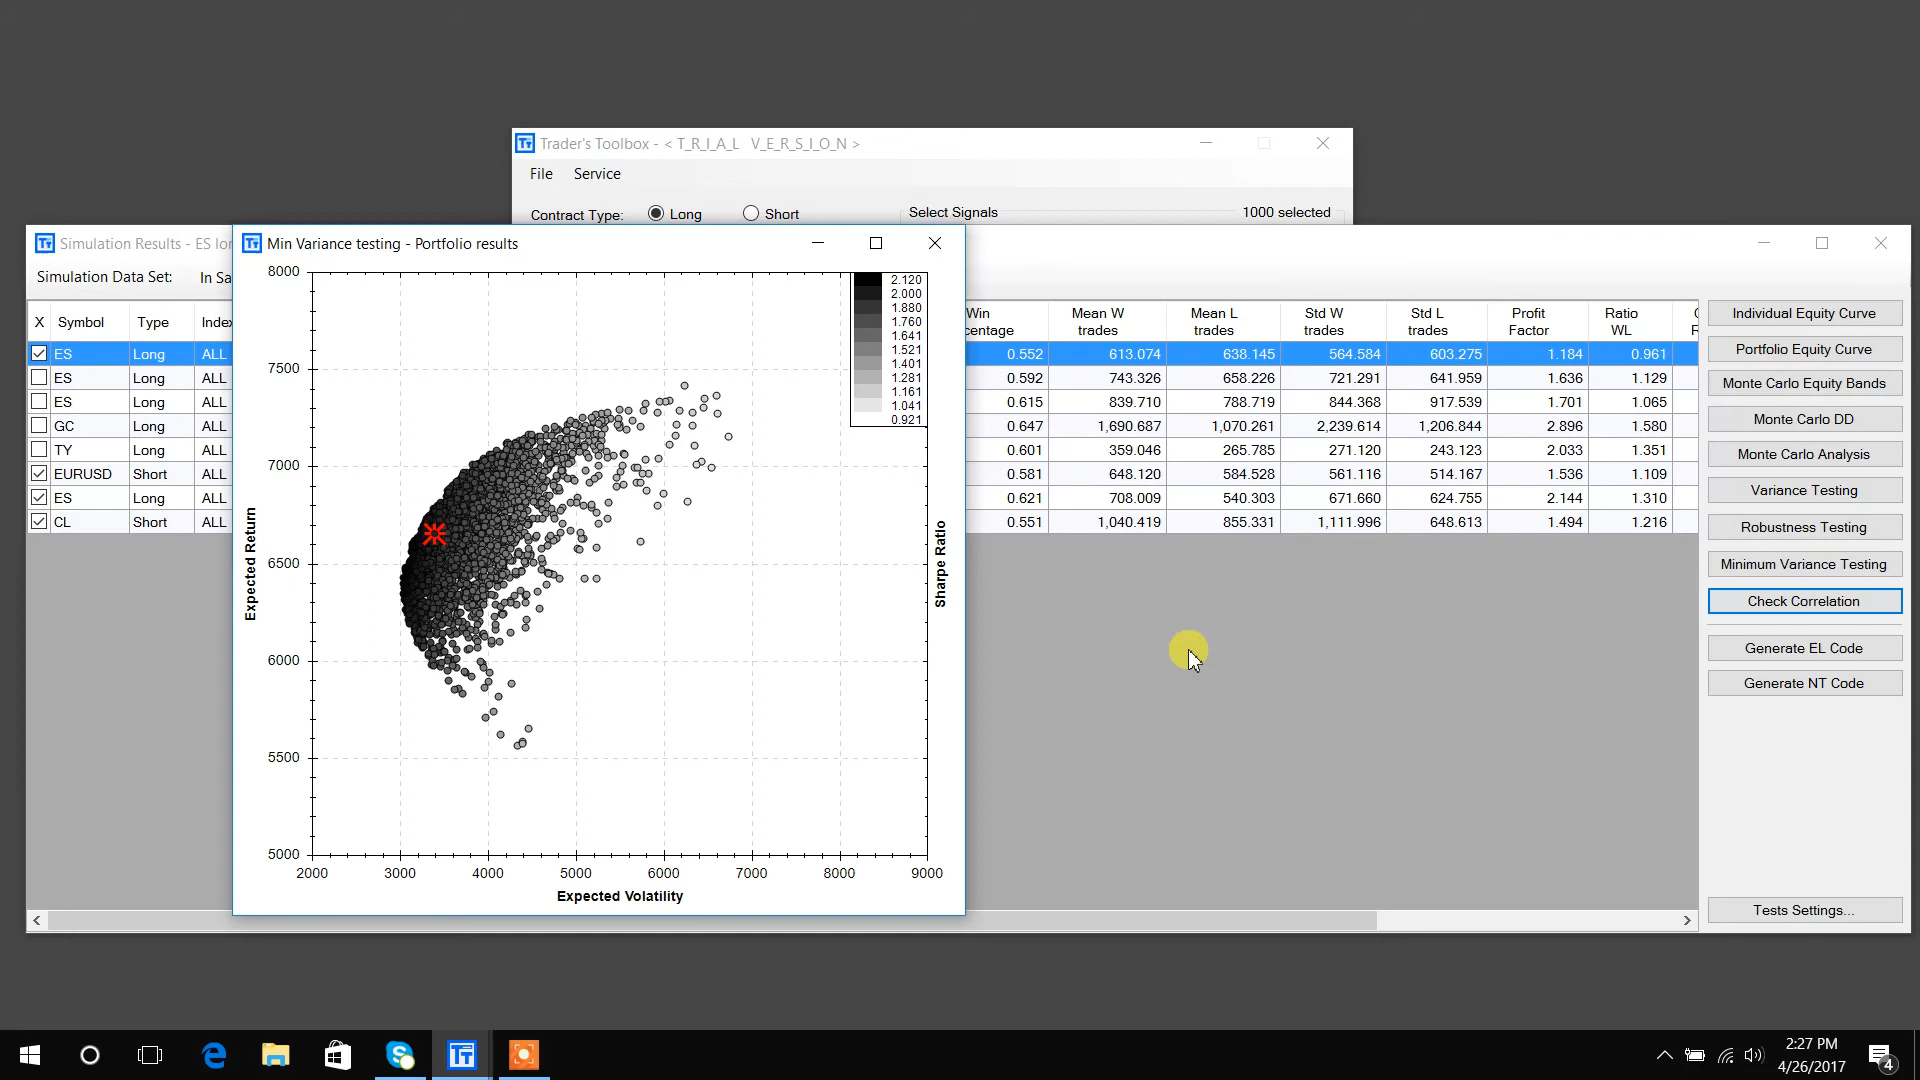 Trader's Toolbox - < T_R_I_A_L V_E_R_S_I_O_N >
File Service
Contract Type: Long Short Select Signals 1000 selected
Simulation Results - ES lo
Simulation Data Set: In Sa
Min Variance testing - Portfolio results
X Symbol Type Index
ES Long ALL
ES Long ALL
ES Long ALL
GC Long ALL
TY Long ALL
EURUSD Short ALL
ES Long ALL
CL Short ALL
8000
7500
7000
6500
6000
5500
5000
2000 3000 4000 5000 6000 7000 8000 9000
Expected Volatility
Expected Return
Sharpe Ratio
2.120
2.000
1.880
1.760
1.641
1.521
1.401
1.281
1.161
1.041
0.921
Win Mean W Mean L Std W Std L Profit Ratio
centage trades trades trades trades Factor WL
0.552 613.074 638.145 564.584 603.275 1.184 0.961
0.592 743.326 658.226 721.291 641.959 1.636 1.129
0.615 839.710 788.719 844.368 917.539 1.701 1.065
0.647 1,690.687 1,070.261 2,239.614 1,206.844 2.896 1.580
0.601 359.046 265.785 271.120 243.123 2.033 1.351
0.581 648.120 584.528 561.116 514.167 1.536 1.109
0.621 708.009 540.303 671.660 624.755 2.144 1.310
0.551 1,040.419 855.331 1,111.996 648.613 1.494 1.216
Individual Equity Curve
Portfolio Equity Curve
Monte Carlo Equity Bands
Monte Carlo DD
Monte Carlo Analysis
Variance Testing
Robustness Testing
Minimum Variance Testing
Check Correlation
Generate EL Code
Generate NT Code
Tests Settings...
2:27 PM
4/26/2017
4